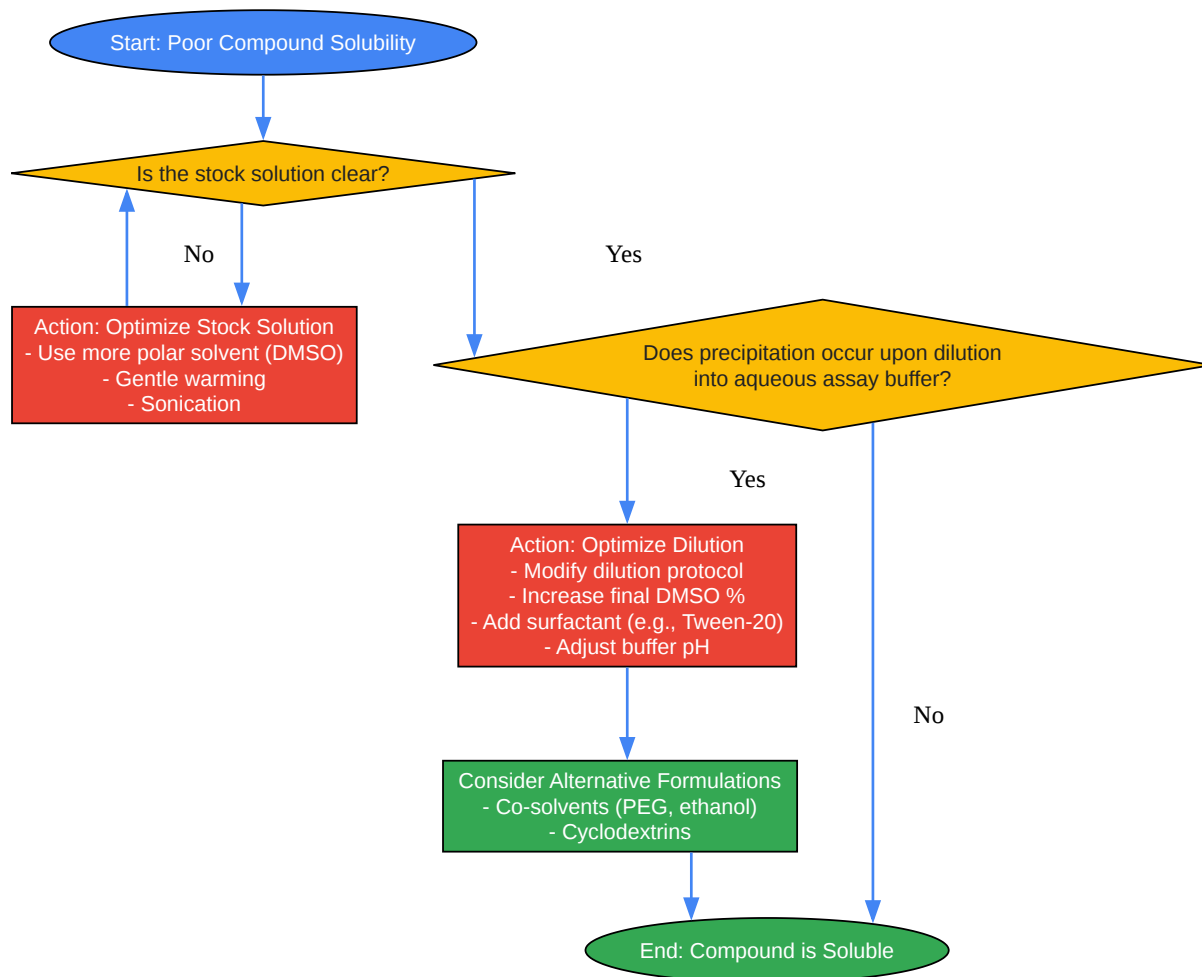 Start: Poor Compound Solubility
Is the stock solution clear?
No
Yes
Action: Optimize Stock Solution
- Use more polar solvent (DMSO)
- Gentle warming
- Sonication
Does precipitation occur upon dilution
into aqueous assay buffer?
Yes
Action: Optimize Dilution
- Modify dilution protocol
- Increase final DMSO %
- Add surfactant (e.g., Tween-20)
- Adjust buffer pH
No
Consider Alternative Formulations
- Co-solvents (PEG, ethanol)
- Cyclodextrins
End: Compound is Soluble